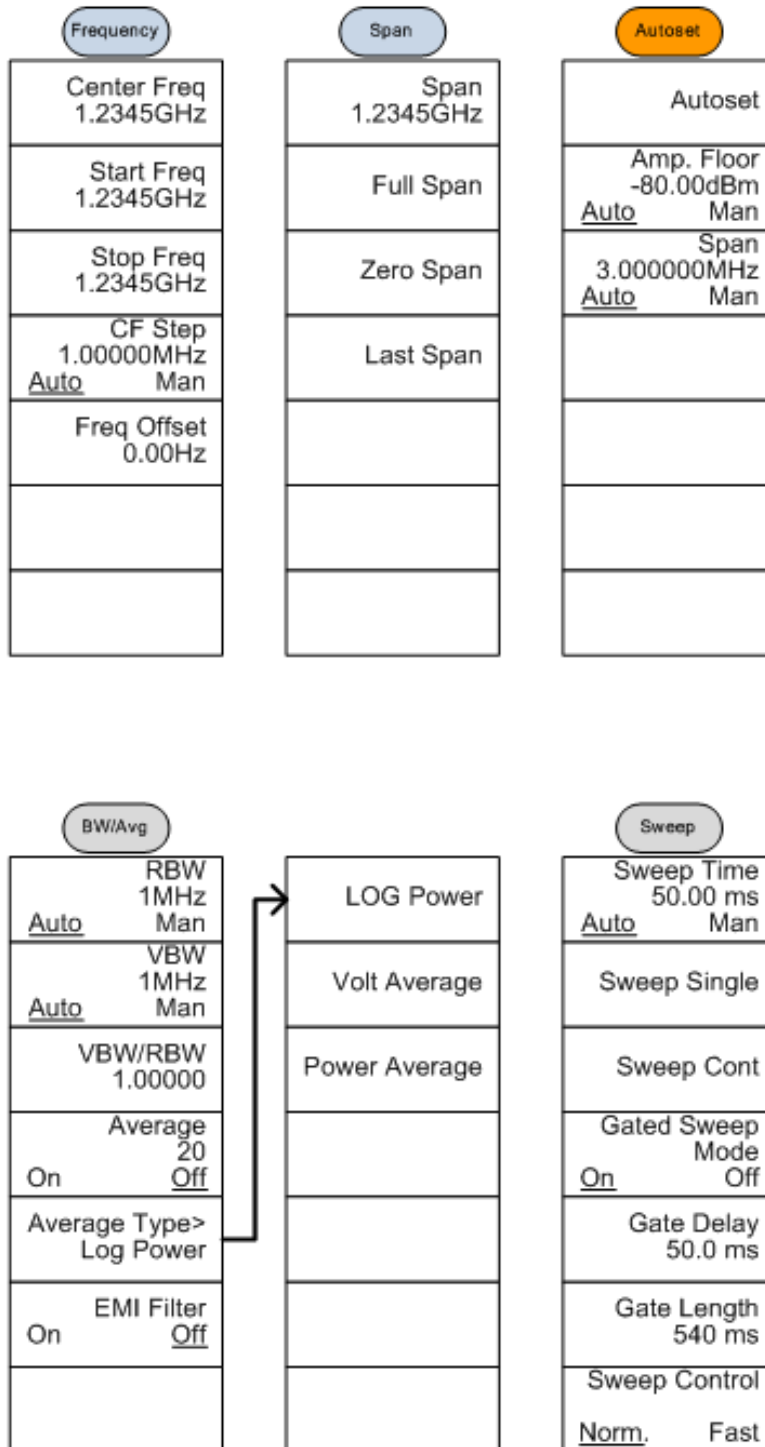 Frequency
Center Freq
1.2345GHz
Start Freq
1.2345GHz
Stop Freq
1.2345GHz
CF Step
1.00000MHz
Auto Man
Freq Offset
0.00Hz
Span
Span
1.2345GHz
Full Span
Zero Span
Last Span
Autoset
Autoset
Amp. Floor
-80.00dBm
Auto Man
Span
3.000000MHz
Auto Man
BW/Avg
RBW
1MHz
Auto Man
VBW
1MHz
Auto Man
VBW/RBW
1.00000
Average
20
On Off
Average Type>
Log Power
EMI Filter
On Off
LOG Power
Volt Average
Power Average
Sweep
Sweep Time
50.00 ms
Auto Man
Sweep Single
Sweep Cont
Gated Sweep
Mode
On Off
Gate Delay
50.0 ms
Gate Length
540 ms
Sweep Control
Norm. Fast